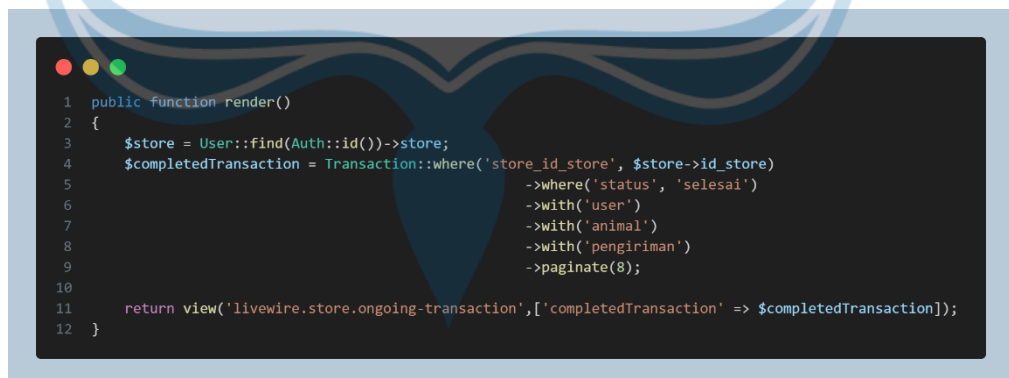 1 public function render()
2 {
3 $store = User::find(Auth::id())->store;
4 $completedTransaction = Transaction::where('store_id_store', $store->id_store)
5 ->where('status', 'selesai')
6 ->with('user')
7 ->with('animal')
8 ->with('pengiriman')
9 ->paginate(8);
10
11 return view('livewire.store.ongoing-transaction',['completedTransaction' => $completedTransaction]);
12 }